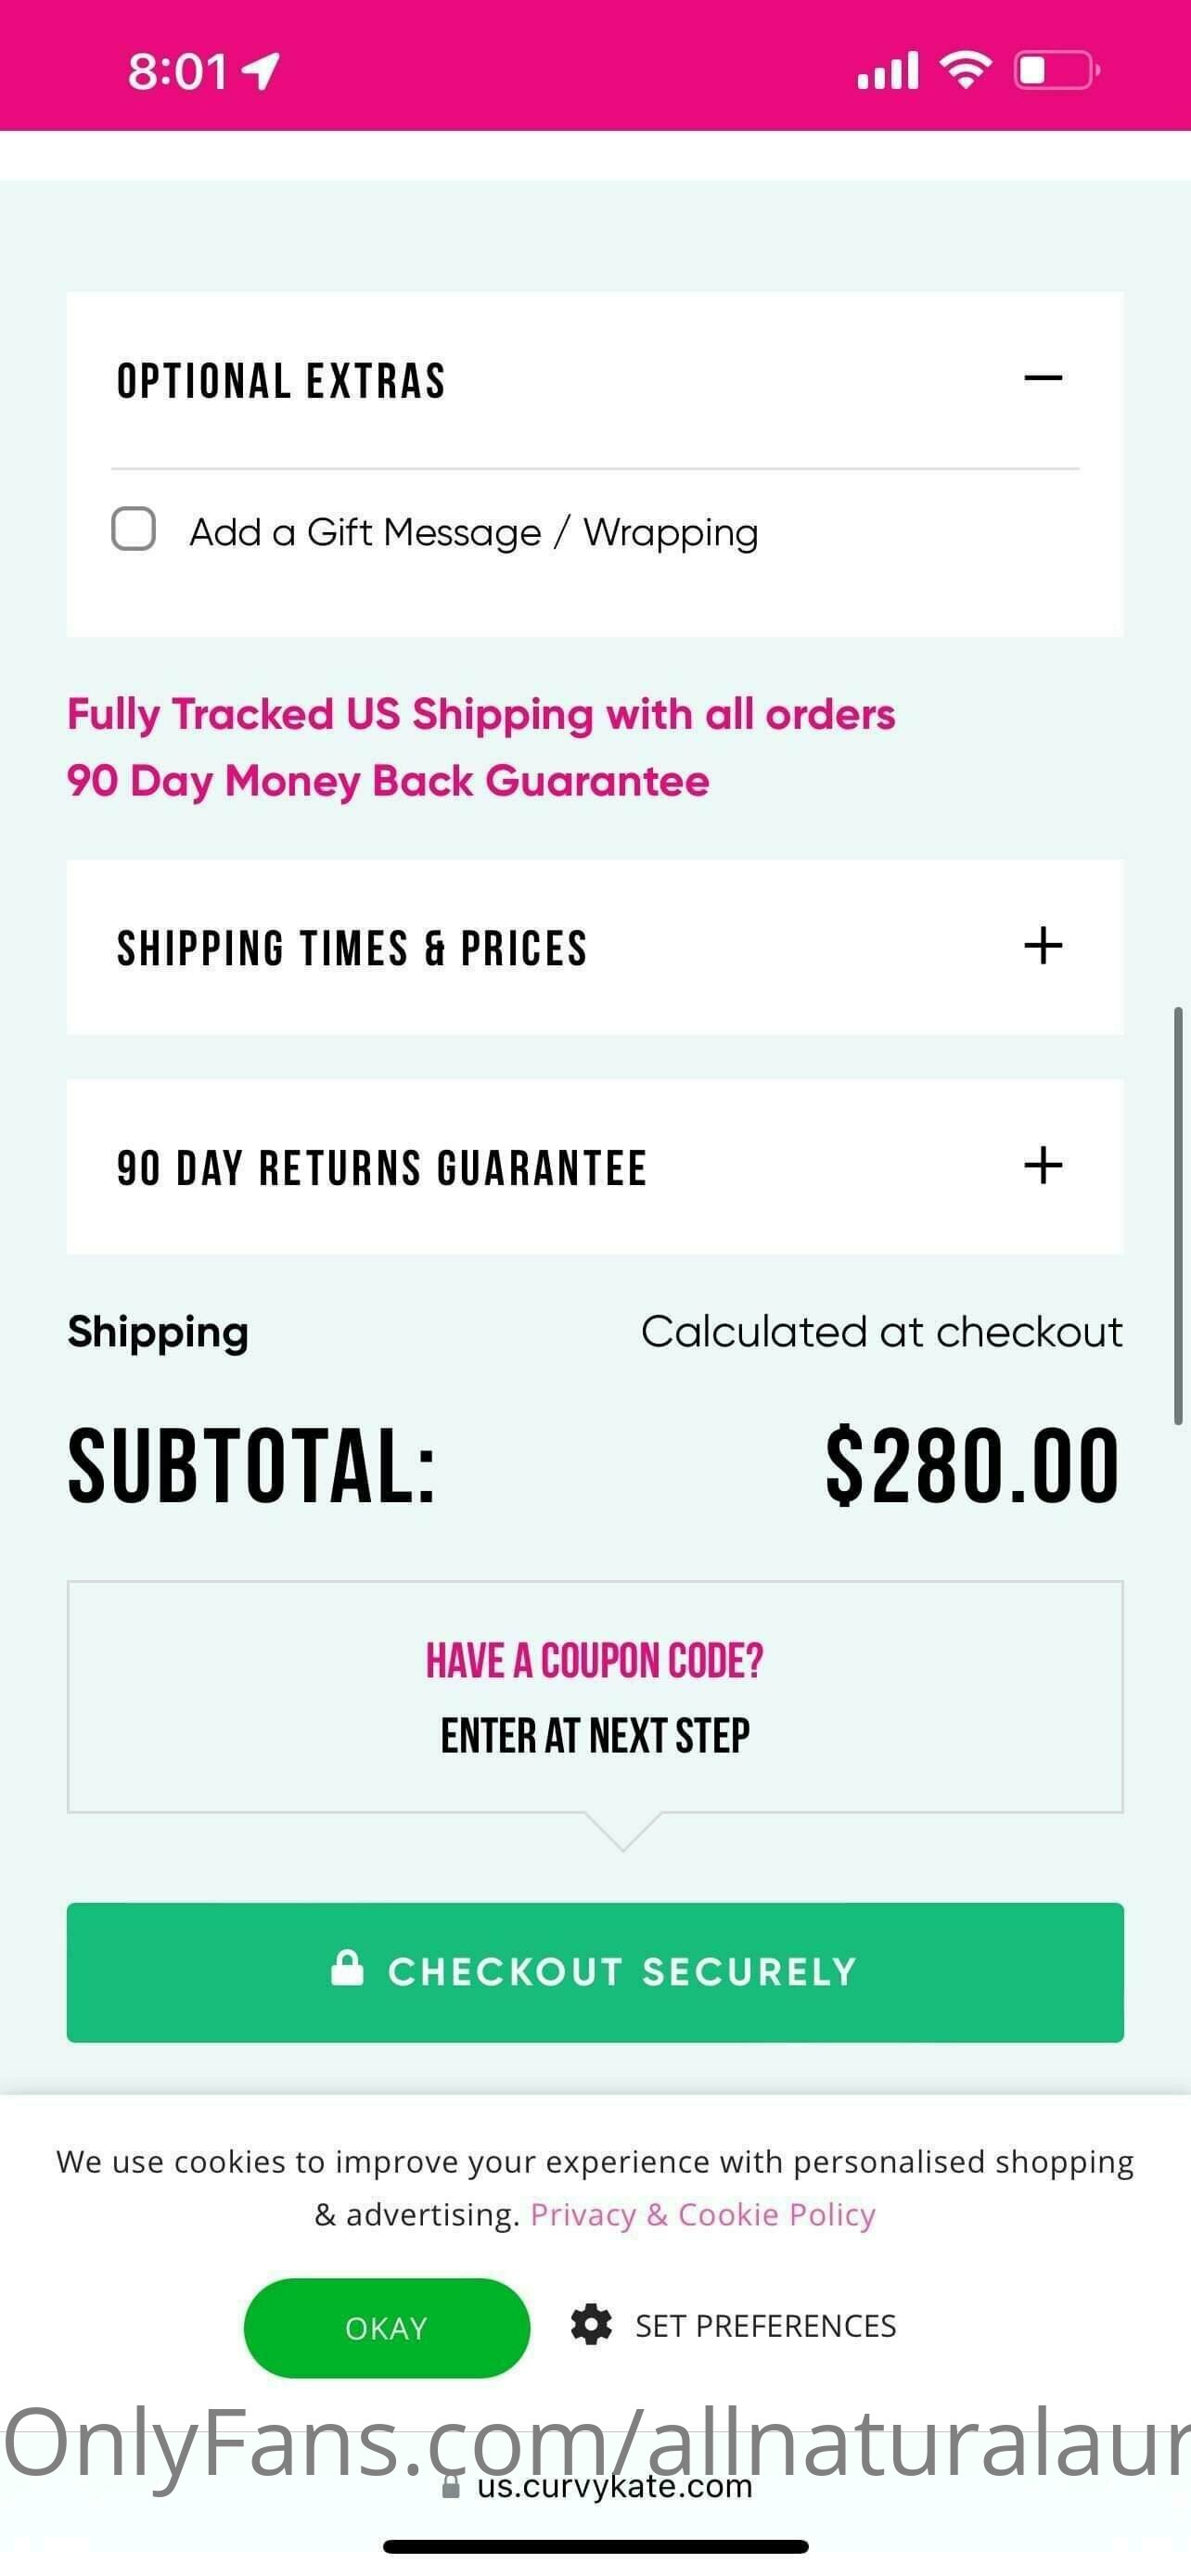 8:01
OPTIONAL EXTRAS
Add a Gift Message / Wrapping
Fully Tracked US Shipping with all orders
90 Day Money Back Guarantee
SHIPPING TIMES & PRICES
90 DAY RETURNS GUARANTEE
Shipping Calculated at checkout
SUBTOTAL: $280.00
HAVE A COUPON CODE?
ENTER AT NEXT STEP
CHECKOUT SECURELY
We use cookies to improve your experience with personalised shopping
& advertising. Privacy & Cookie Policy
OKAY SET PREFERENCES
OnlyFans.com/allnaturalaur
us.curvykate.com